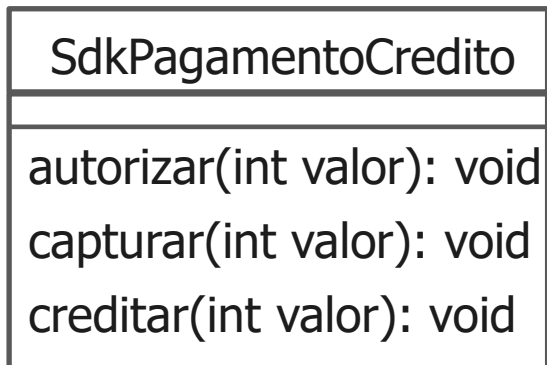 SdkPagamentoCredito
autorizar(int valor): void
capturar(int valor): void
creditar(int valor): void